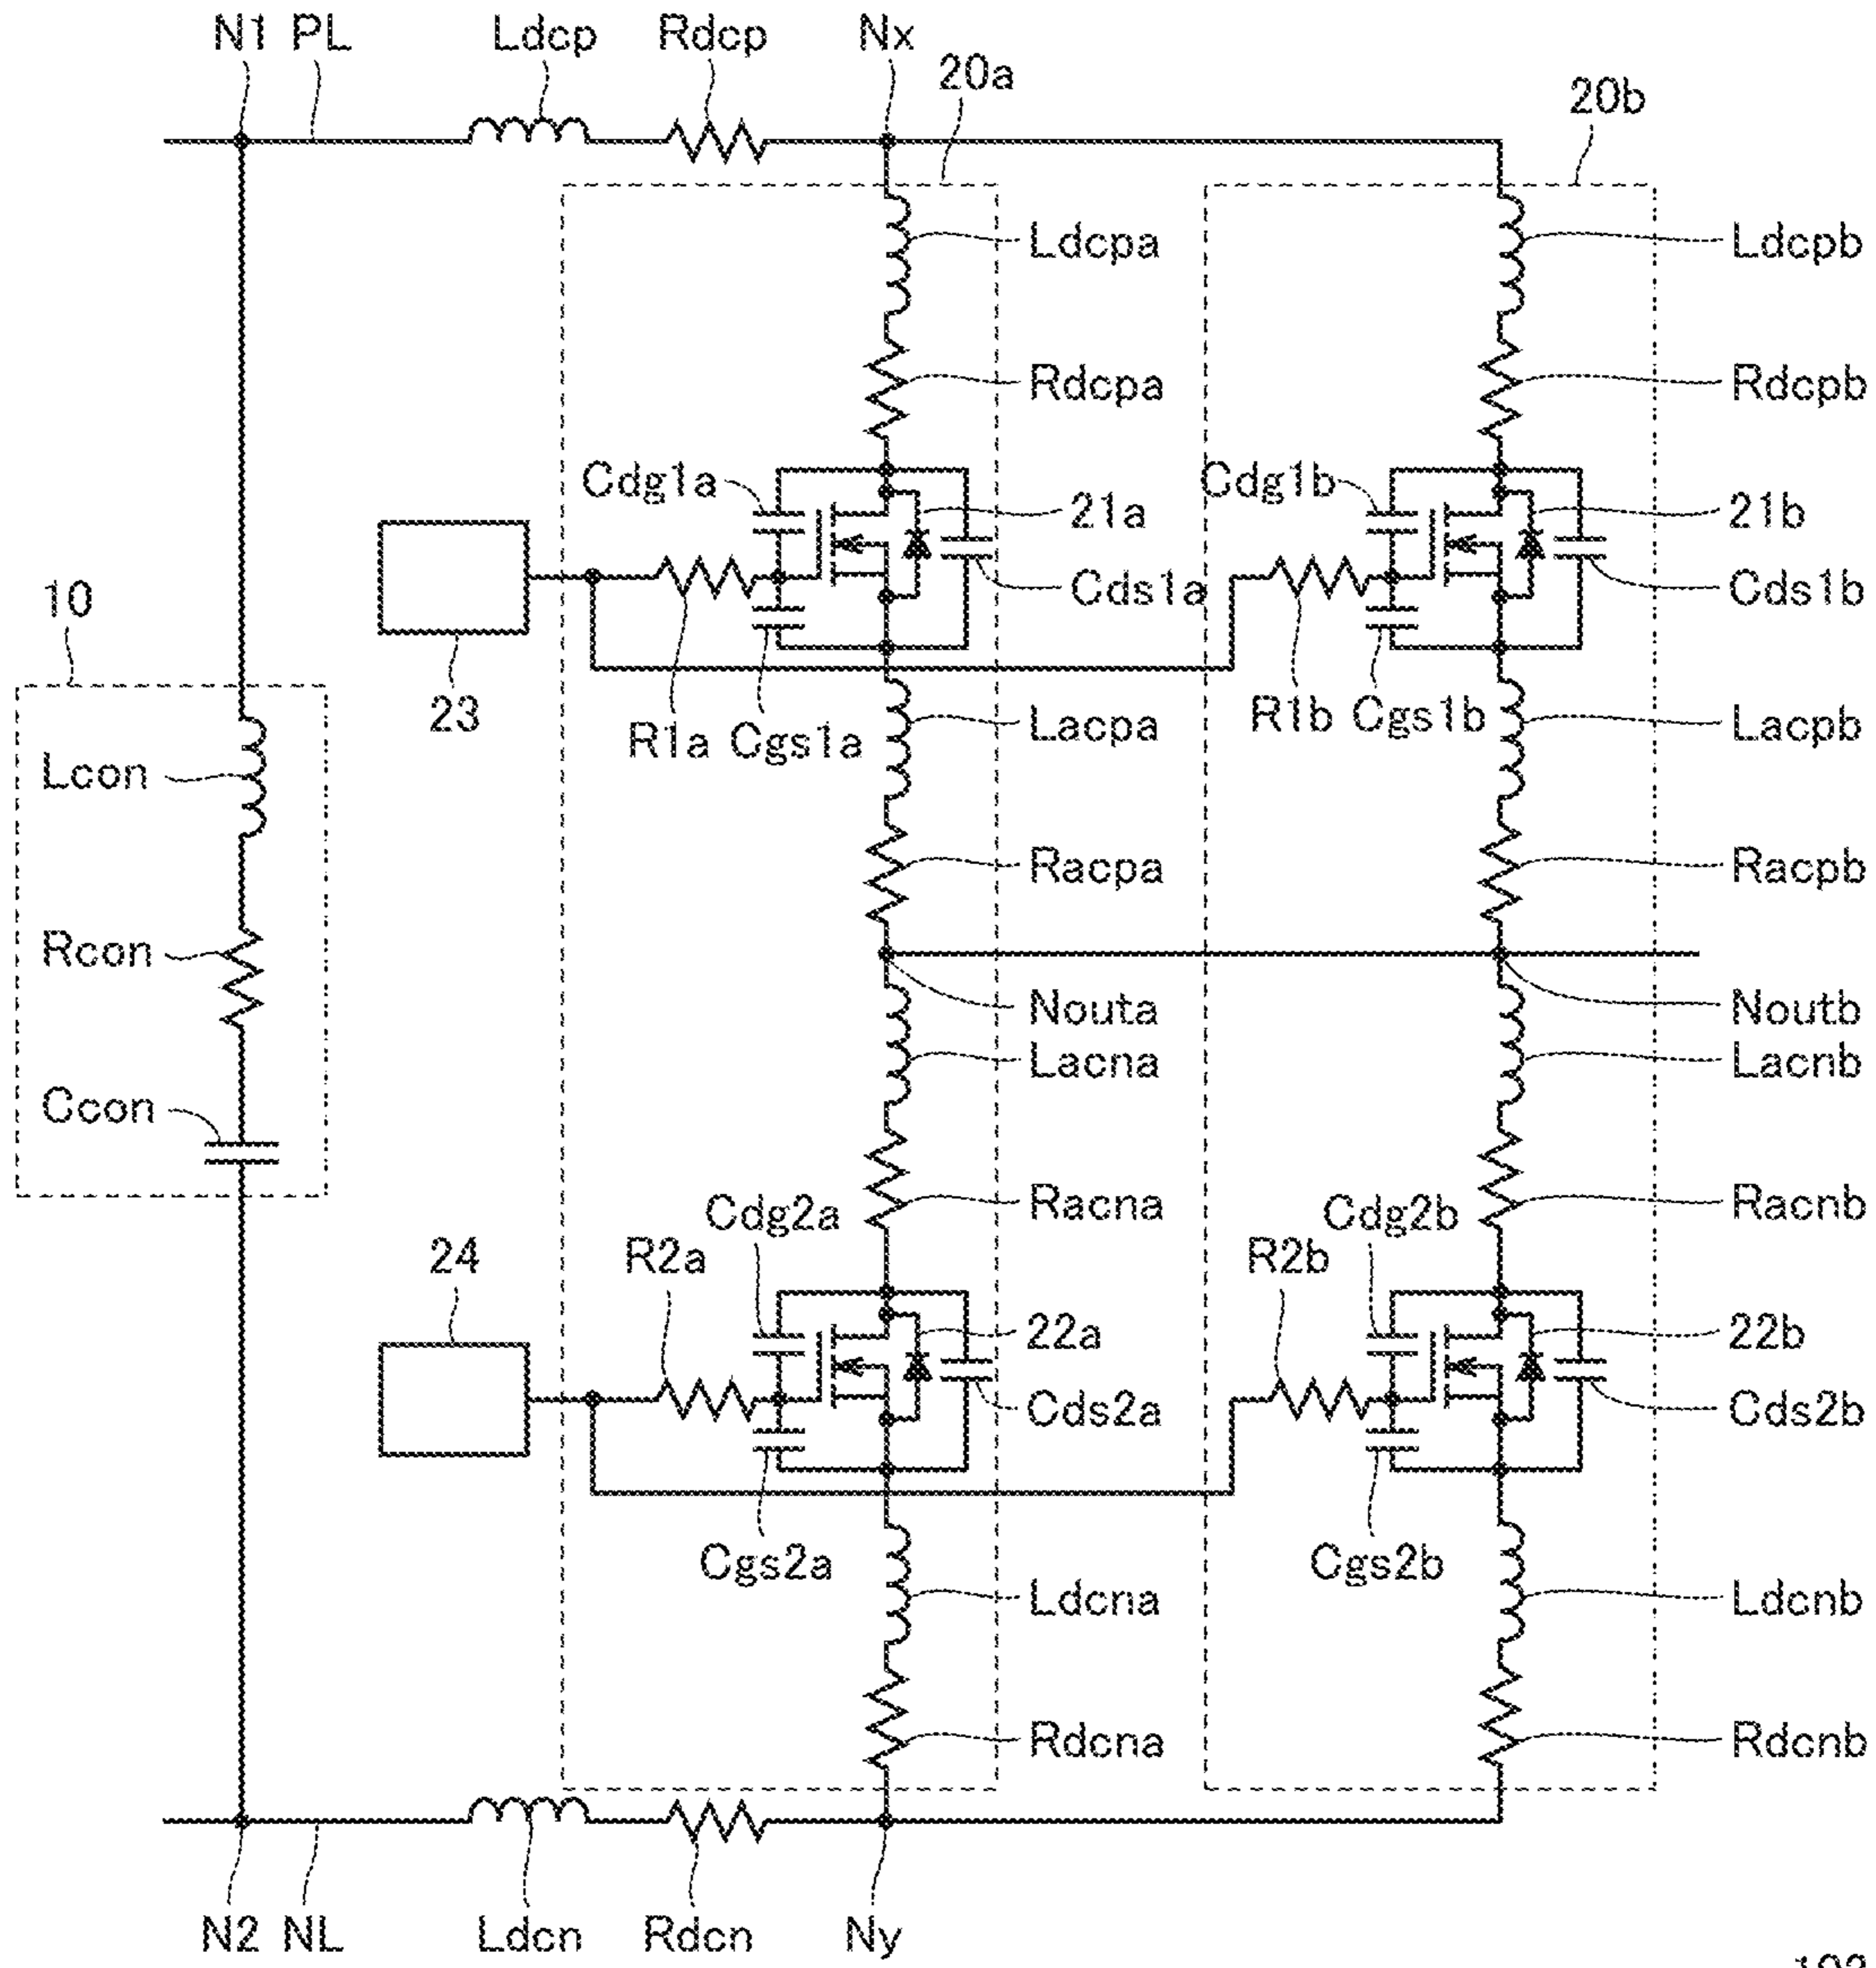 N1 PL Ldcp Rdcp Nx
20a
20b
Ldcpa
Ldcpb
Rdcpa
Rdcpb
Cdg1a
21a
Cdg1b
21b
10
Cds1a
Cds1b
23
R1a
Cgs1a
Lacpa
R1b
Cgs1b
Lacpb
Lcon
Racpa
Racpb
Rcon
Nouta
Noutb
Lacna
Lacnb
Ccon
Racna
Racnb
Cdg2a
Cdg2b
24
R2a
R2b
22a
22b
Cds2a
Cds2b
Cgs2a
Cgs2b
Ldcna
Ldcnb
Rdcna
Rdcnb
N2 NL Ldcn Rdcn Ny